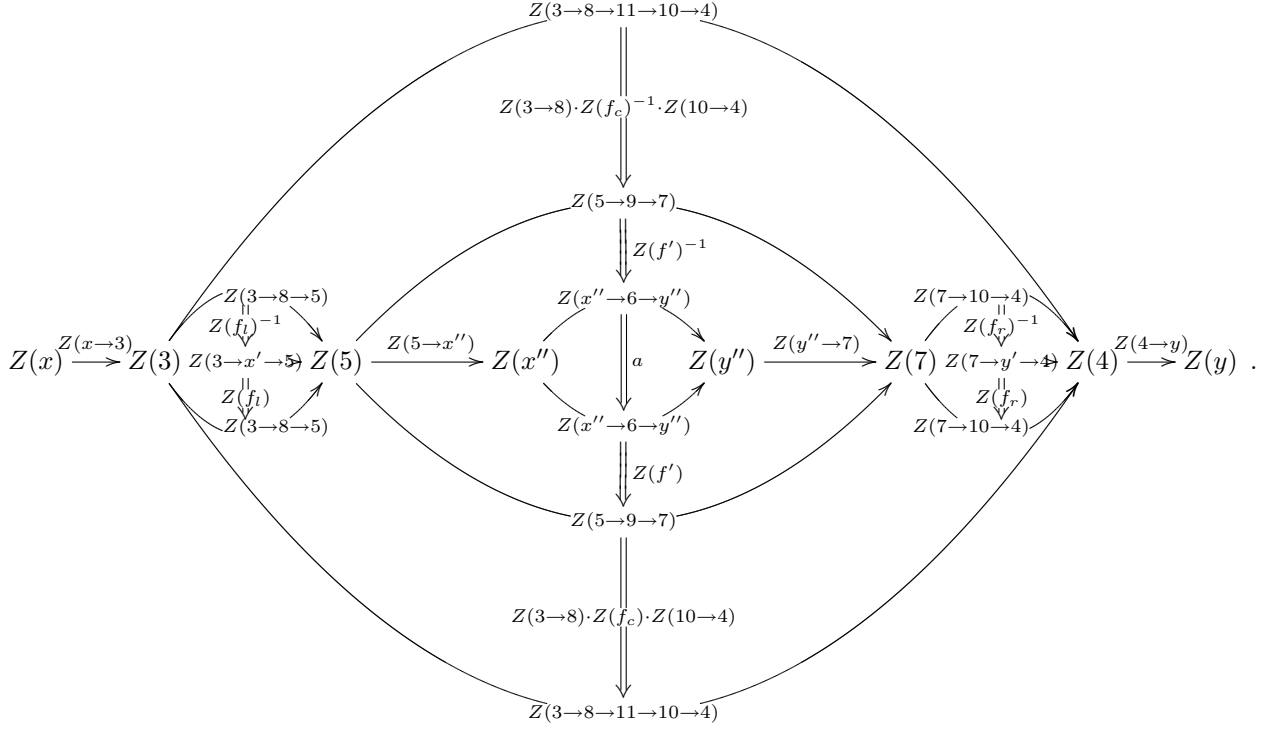 Z(3→8→11→10→4)
Z(3→8)·Z(f_c)^{−1}·Z(10→4)
Z(5→9→7)
Z(f′)^{−1}
Z(3→8→5) Z(x″→6→y″) Z(7→10→4)
Z(f_l)^{−1} Z(f_r)^{−1}
Z(x→3) Z(5→x″) Z(y″→7) Z(4→y)
Z(x) Z(3) Z(3→x′→5) Z(5) Z(x″) a Z(y″) Z(7) Z(7→y′→4) Z(4) Z(y) .
Z(f_l) Z(f_r)
Z(3→8→5) Z(x″→6→y″) Z(7→10→4)
Z(f′)
Z(5→9→7)
Z(3→8)·Z(f_c)·Z(10→4)
Z(3→8→11→10→4)